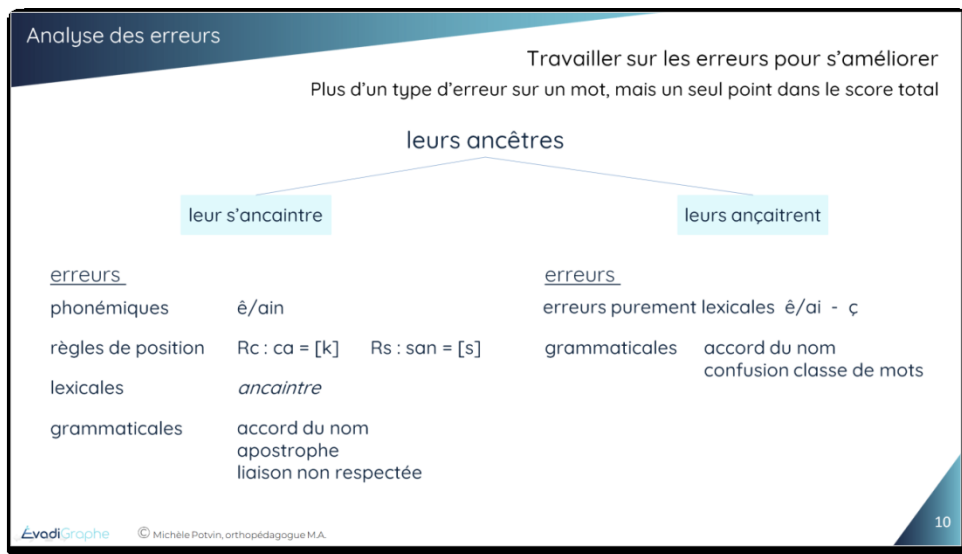 Analyse des erreurs
Travailler sur les erreurs pour s'améliorer
Plus d'un type d'erreur sur un mot, mais un seul point dans le score total
leurs ancêtres
leur s'ancaintre
leurs ançaitrent
erreurs
phonémiques ê/ain
règles de position Rc : ca = [k] Rs : san = [s]
lexicales ancaintre
grammaticales accord du nom
apostrophe
liaison non respectée
erreurs
erreurs purement lexicales ê/ai - ç
grammaticales accord du nom
confusion classe de mots
ÉvadiGraphe © Michèle Potvin, orthopédagogue M.A.
10